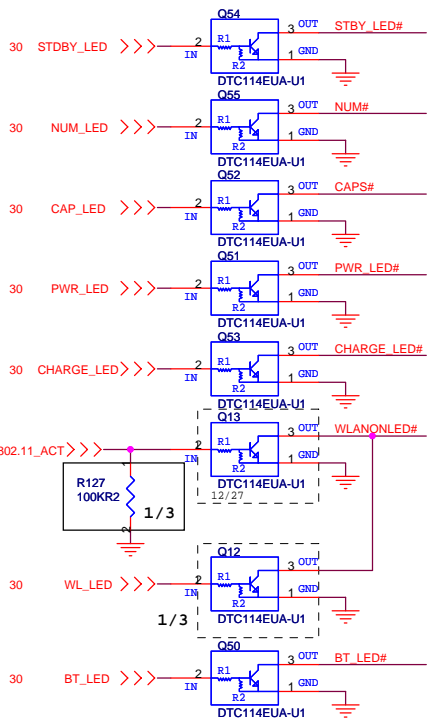 Q54
30 STDBY_LED 2 IN R1 R2 3 OUT STBY_LED#
1 GND
DTC114EUA-U1
Q55
30 NUM_LED 2 IN R1 R2 3 OUT NUM#
1 GND
DTC114EUA-U1
Q52
30 CAP_LED 2 IN R1 R2 3 OUT CAPS#
1 GND
DTC114EUA-U1
Q51
30 PWR_LED 2 IN R1 R2 3 OUT PWR_LED#
1 GND
DTC114EUA-U1
Q53
30 CHARGE_LED 2 IN R1 R2 3 OUT CHARGE_LED#
1 GND
DTC114EUA-U1
Q13
802.11_ACT 2 IN R1 R2 3 OUT WLANONLED#
1 GND
DTC114EUA-U1
12/27
1
R127
100KR2
1/3
2
Q12
30 WL_LED 2 IN R1 R2 3 OUT
1 GND
DTC114EUA-U1
1/3
Q50
30 BT_LED 2 IN R1 R2 3 OUT BT_LED#
1 GND
DTC114EUA-U1